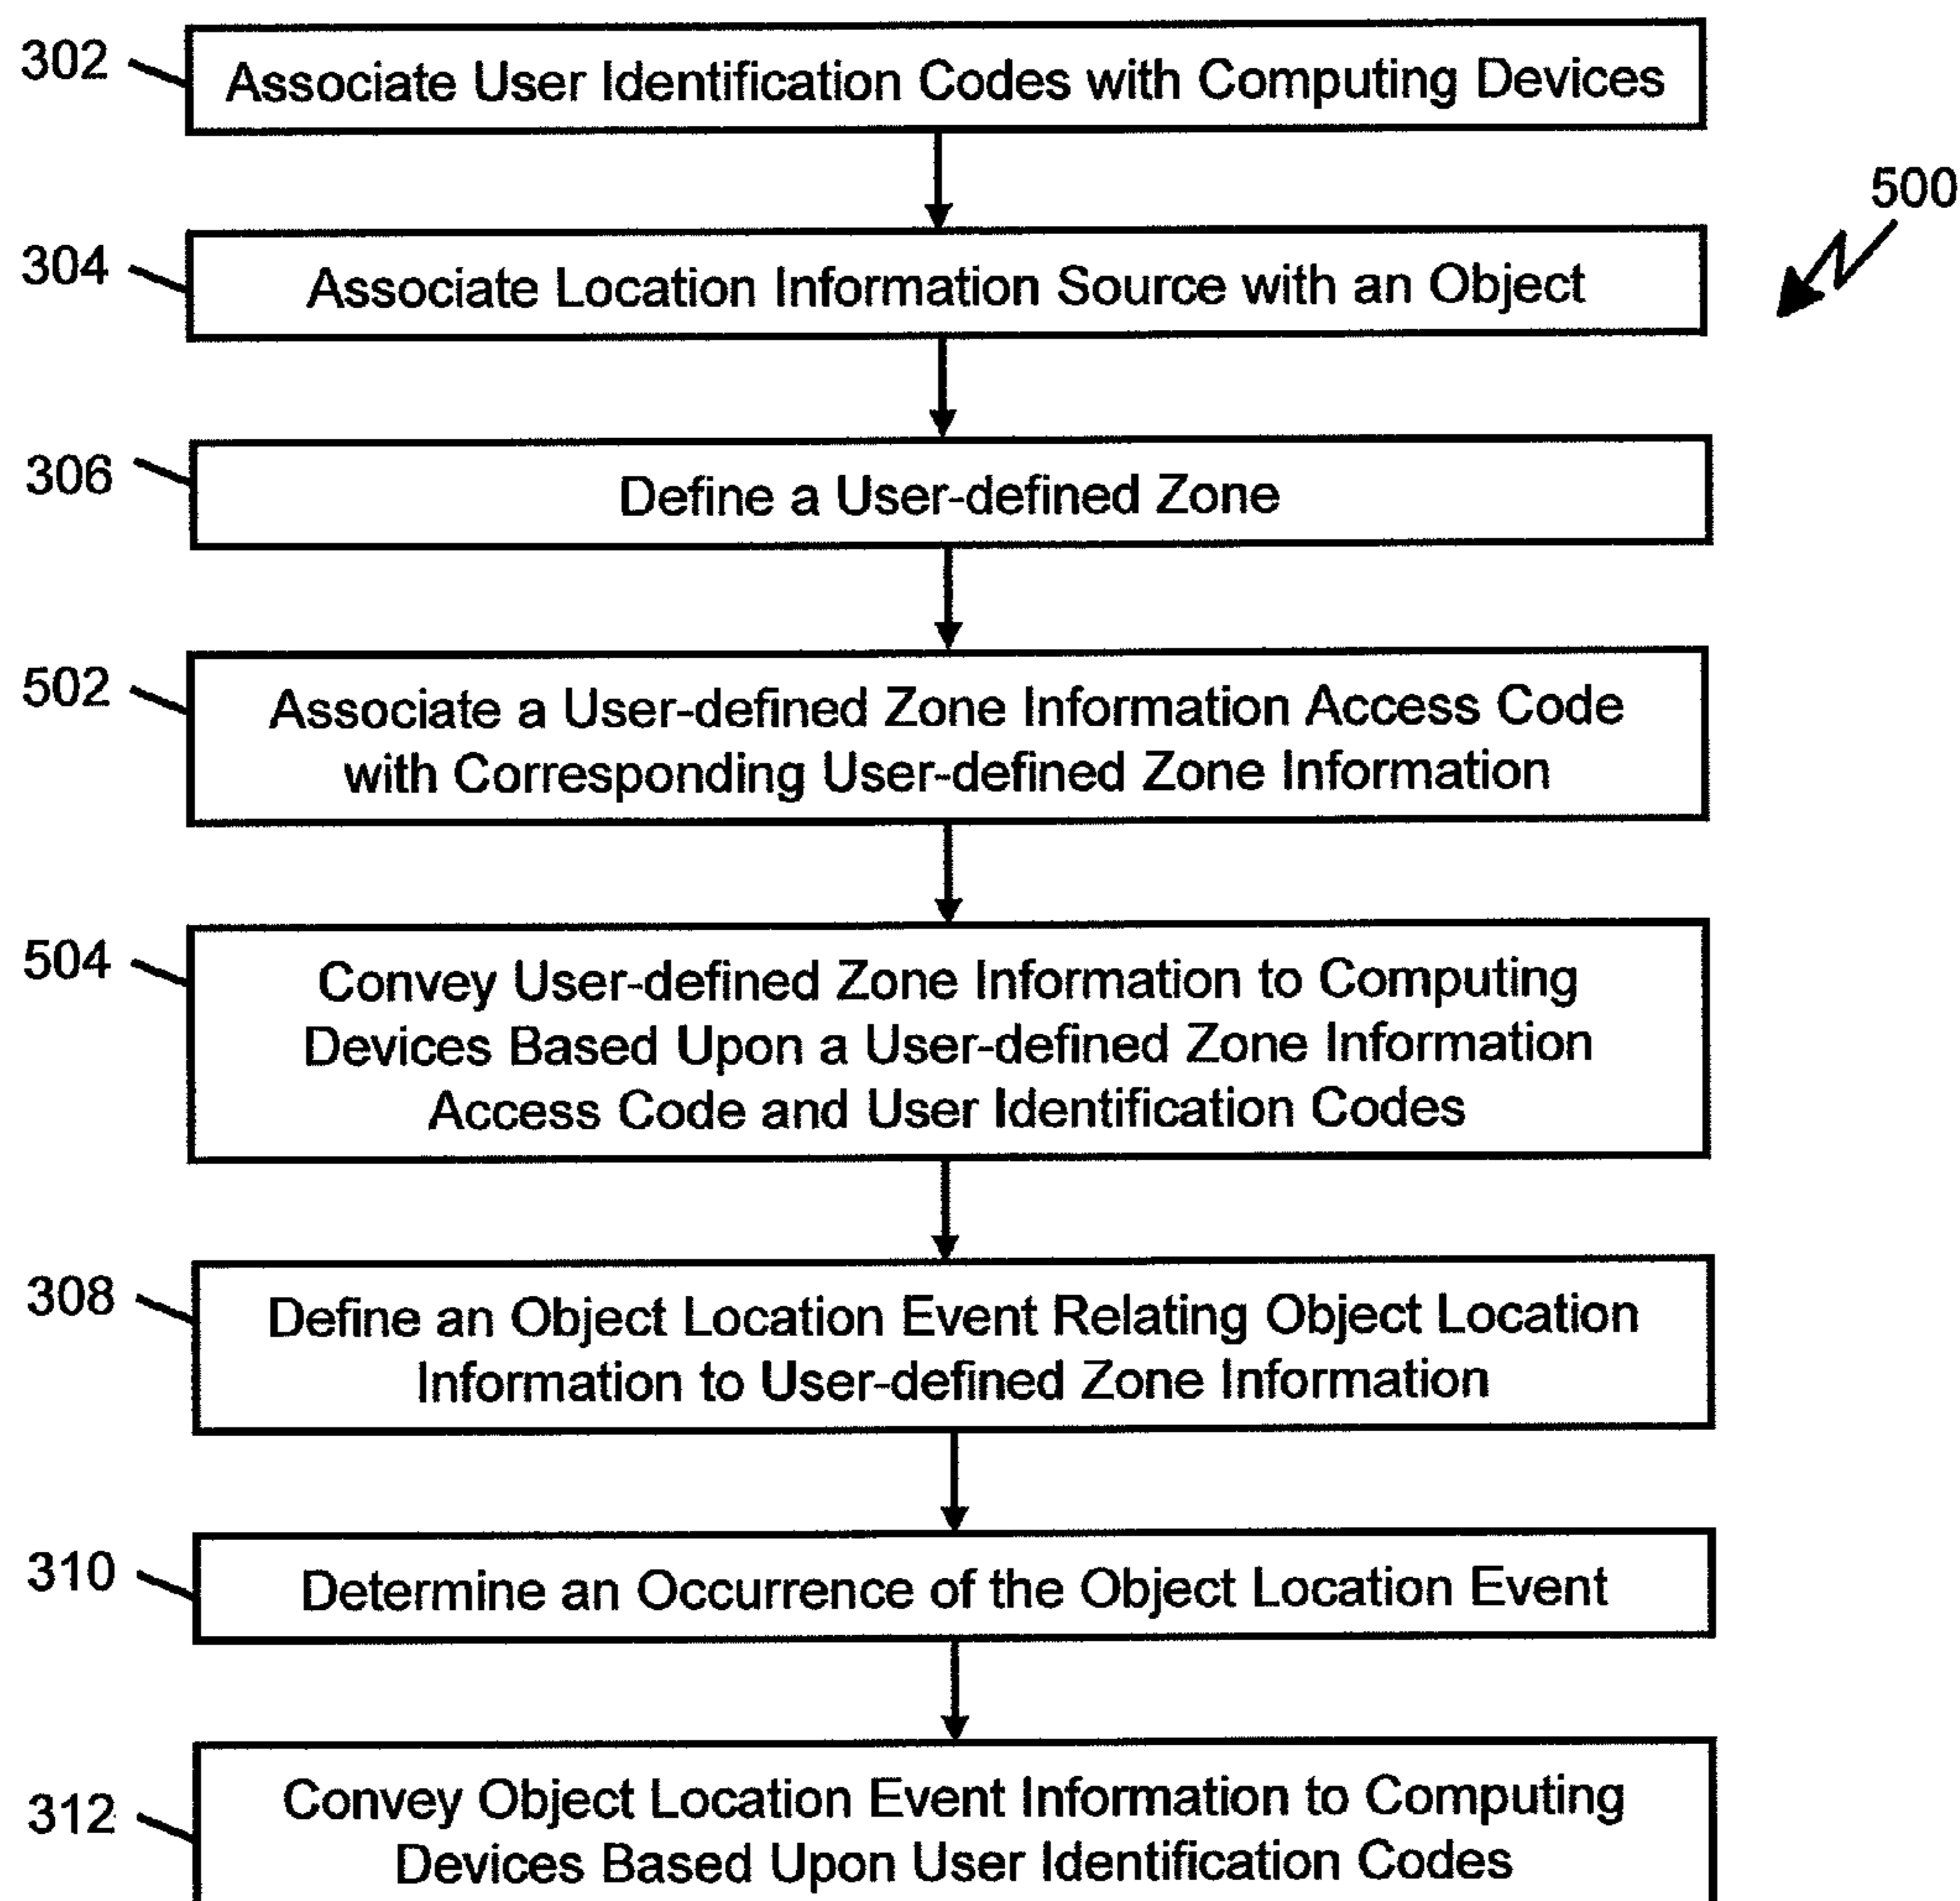 302
Associate User Identification Codes with Computing Devices
500
304
Associate Location Information Source with an Object
306
Define a User-defined Zone
502
Associate a User-defined Zone Information Access Code
with Corresponding User-defined Zone Information
504
Convey User-defined Zone Information to Computing
Devices Based Upon a User-defined Zone Information
Access Code and User Identification Codes
308
Define an Object Location Event Relating Object Location
Information to User-defined Zone Information
310
Determine an Occurrence of the Object Location Event
312
Convey Object Location Event Information to Computing
Devices Based Upon User Identification Codes